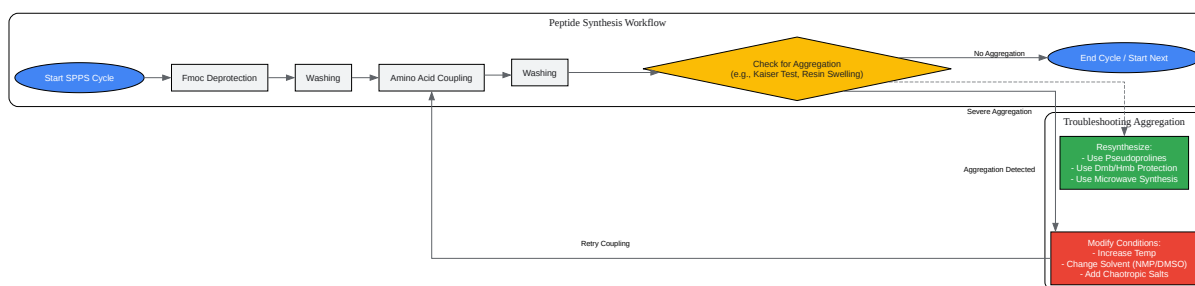 Peptide Synthesis Workflow
Start SPPS Cycle
Fmoc Deprotection
Washing
Amino Acid Coupling
Washing
Check for Aggregation
(e.g., Kaiser Test, Resin Swelling)
No Aggregation
End Cycle / Start Next
Severe Aggregation
Troubleshooting Aggregation
Resynthesize:
- Use Pseudoprolines
- Use Dmb/Hmb Protection
- Use Microwave Synthesis
Aggregation Detected
Retry Coupling
Modify Conditions:
- Increase Temp
- Change Solvent (NMP/DMSO)
- Add Chaotropic Salts